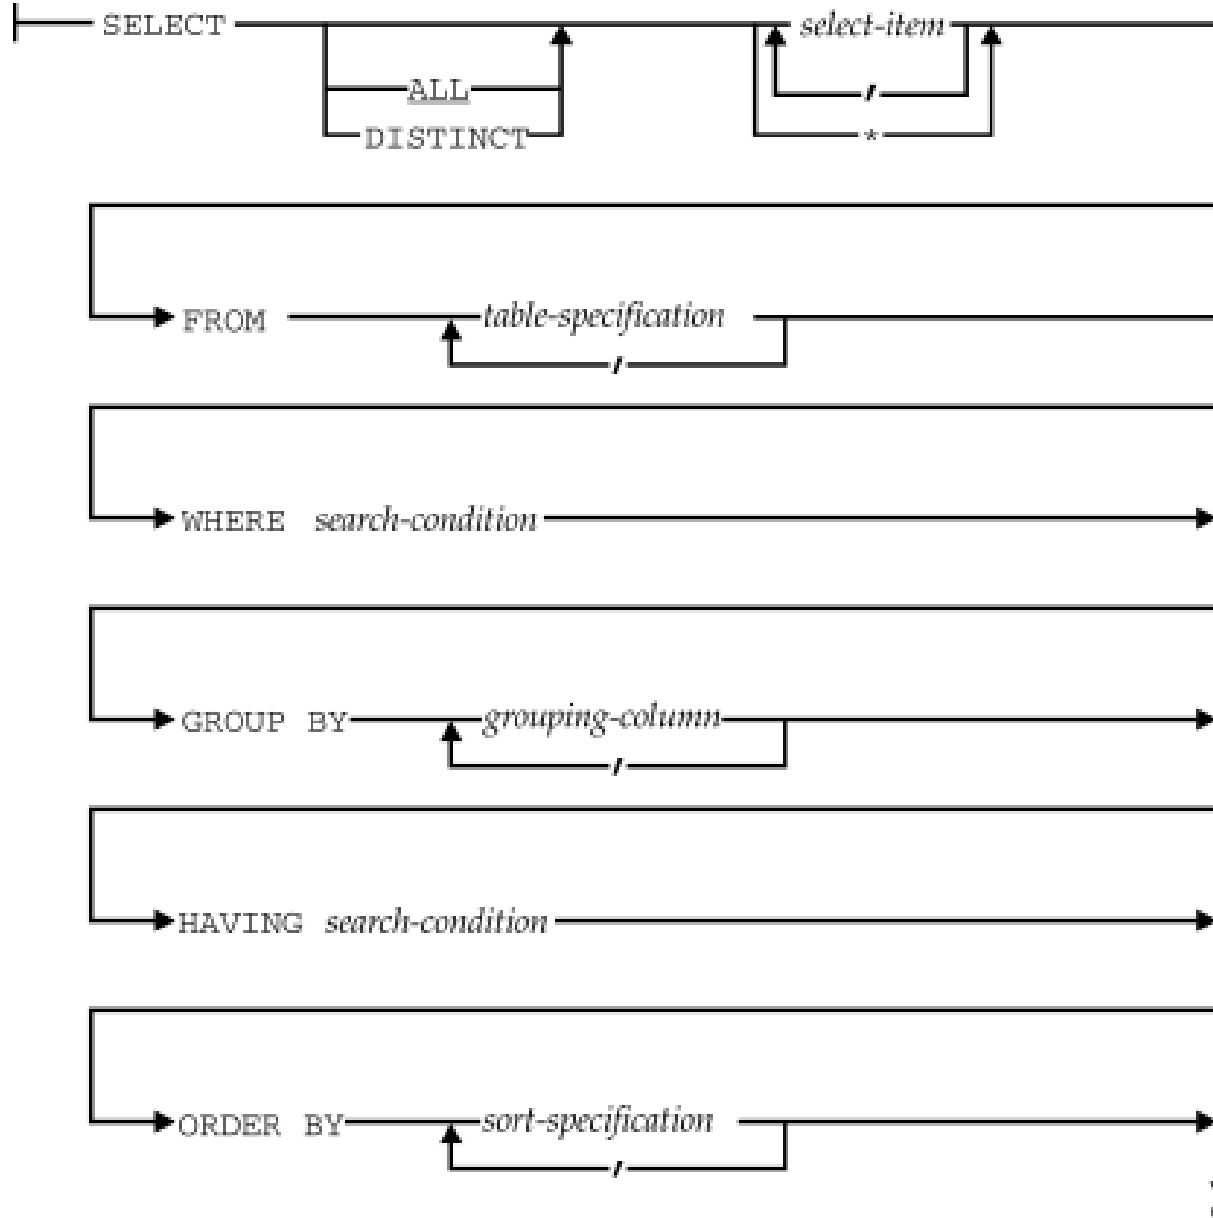 SELECT select-item
ALL ,
DISTINCT *
FROM table-specification
,
WHERE search-condition
GROUP BY grouping-column
,
HAVING search-condition
ORDER BY sort-specification
,